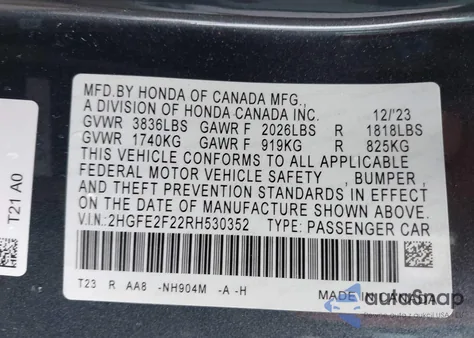 MFD.BY HONDA OF CANADA MFG.,
A DIVISION OF HONDA CANADA INC. 12/'23
GVWR 3836LBS GAWR F 2026LBS R 1818LBS
GVWR 1740KG GAWR F 919KG R 825KG
THIS VEHICLE CONFORMS TO ALL APPLICABLE
FEDERAL MOTOR VEHICLE SAFETY , BUMPER ,
AND THEFT PREVENTION STANDARDS IN EFFECT
ON THE DATE OF MANUFACTURE SHOWN ABOVE.
V.I.N: 2HGFE2F22RH530352 TYPE: PASSENGER CAR
T23 R AA8 -NH904M -A -H
MADE IN CANADA
T21 A0
autoSnap